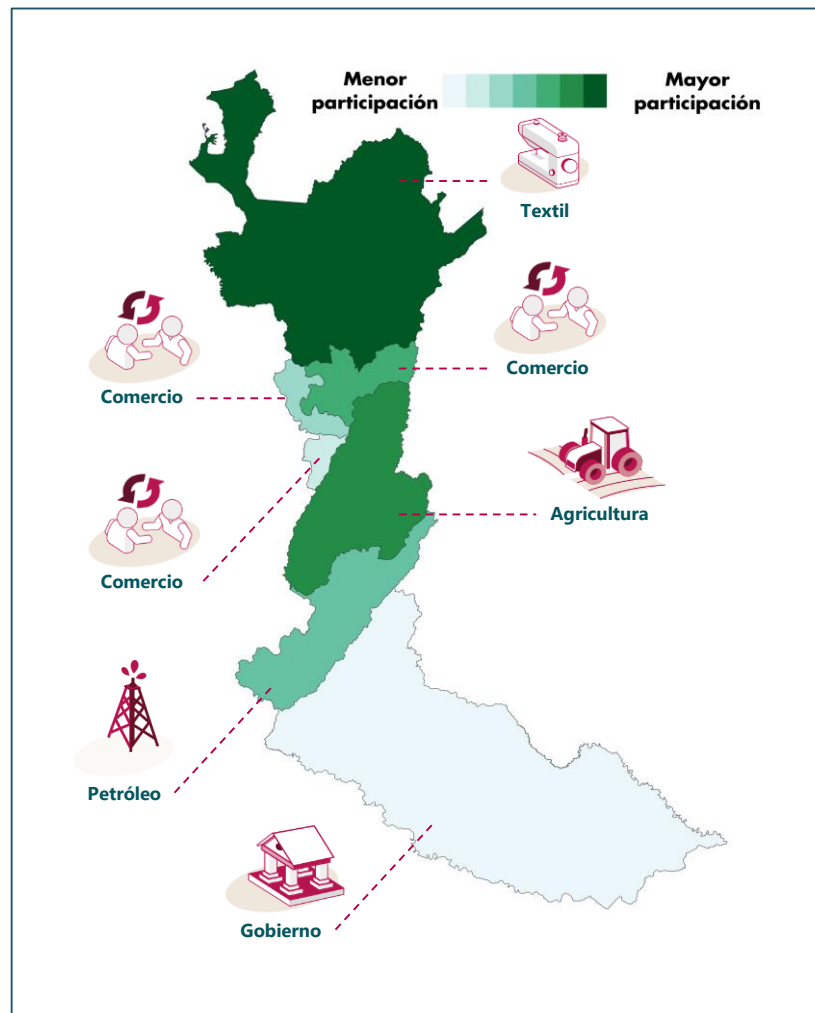 Menor
participación
Mayor
participación
Textil
Comercio
Comercio
Comercio
Agricultura
Petróleo
Gobierno